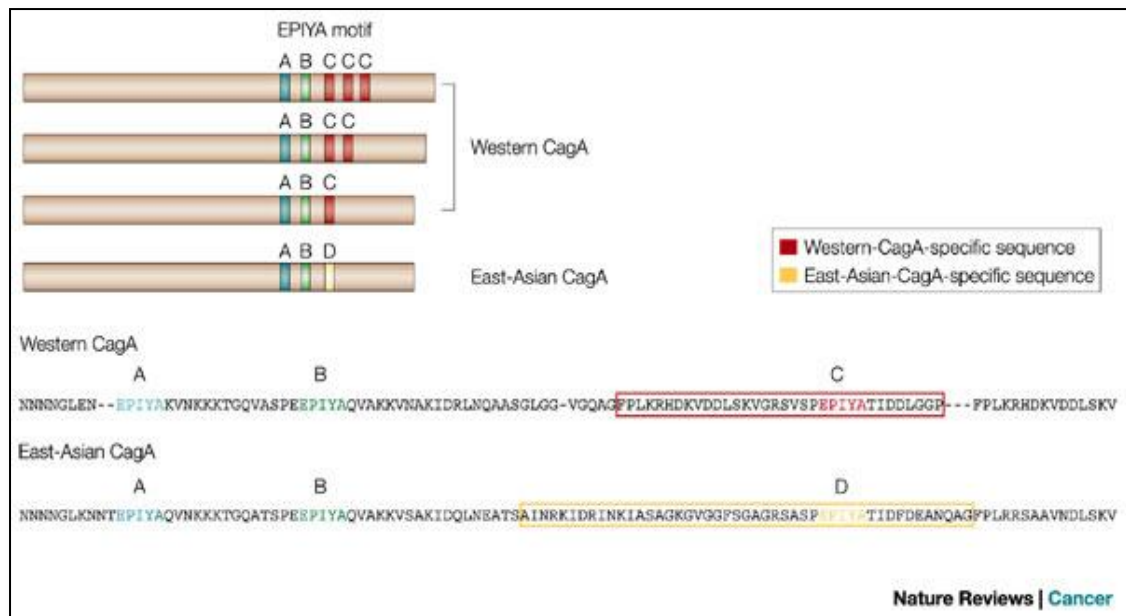 EPIYA motif
A B C C C
A B C C
Western CagA
A B C
A B D
East-Asian CagA
Western-CagA-specific sequence
East-Asian-CagA-specific sequence
Western CagA
A B C
NNNNGLEN--EPIYAKVNKKKTGQVASPEEPIYAQVAKKVNAKIDRLNQAASGLGG-VGQAGFPLKRHDKVDDLSKVGRSVSPEPIYATIDDLGGP---FPLKRHDKVDDLSKV
East-Asian CagA
A B D
NNNNGLKNNTEPIYAQVNKKKTGQATSPEEPIYAQVAKKVSAKIDQLNEATSAINRKIDRINKIASAGKGVGGFSGAGRSASPEPIYATIDFDEANQAGFPLRRSAAVNDLSKV
Nature Reviews | Cancer